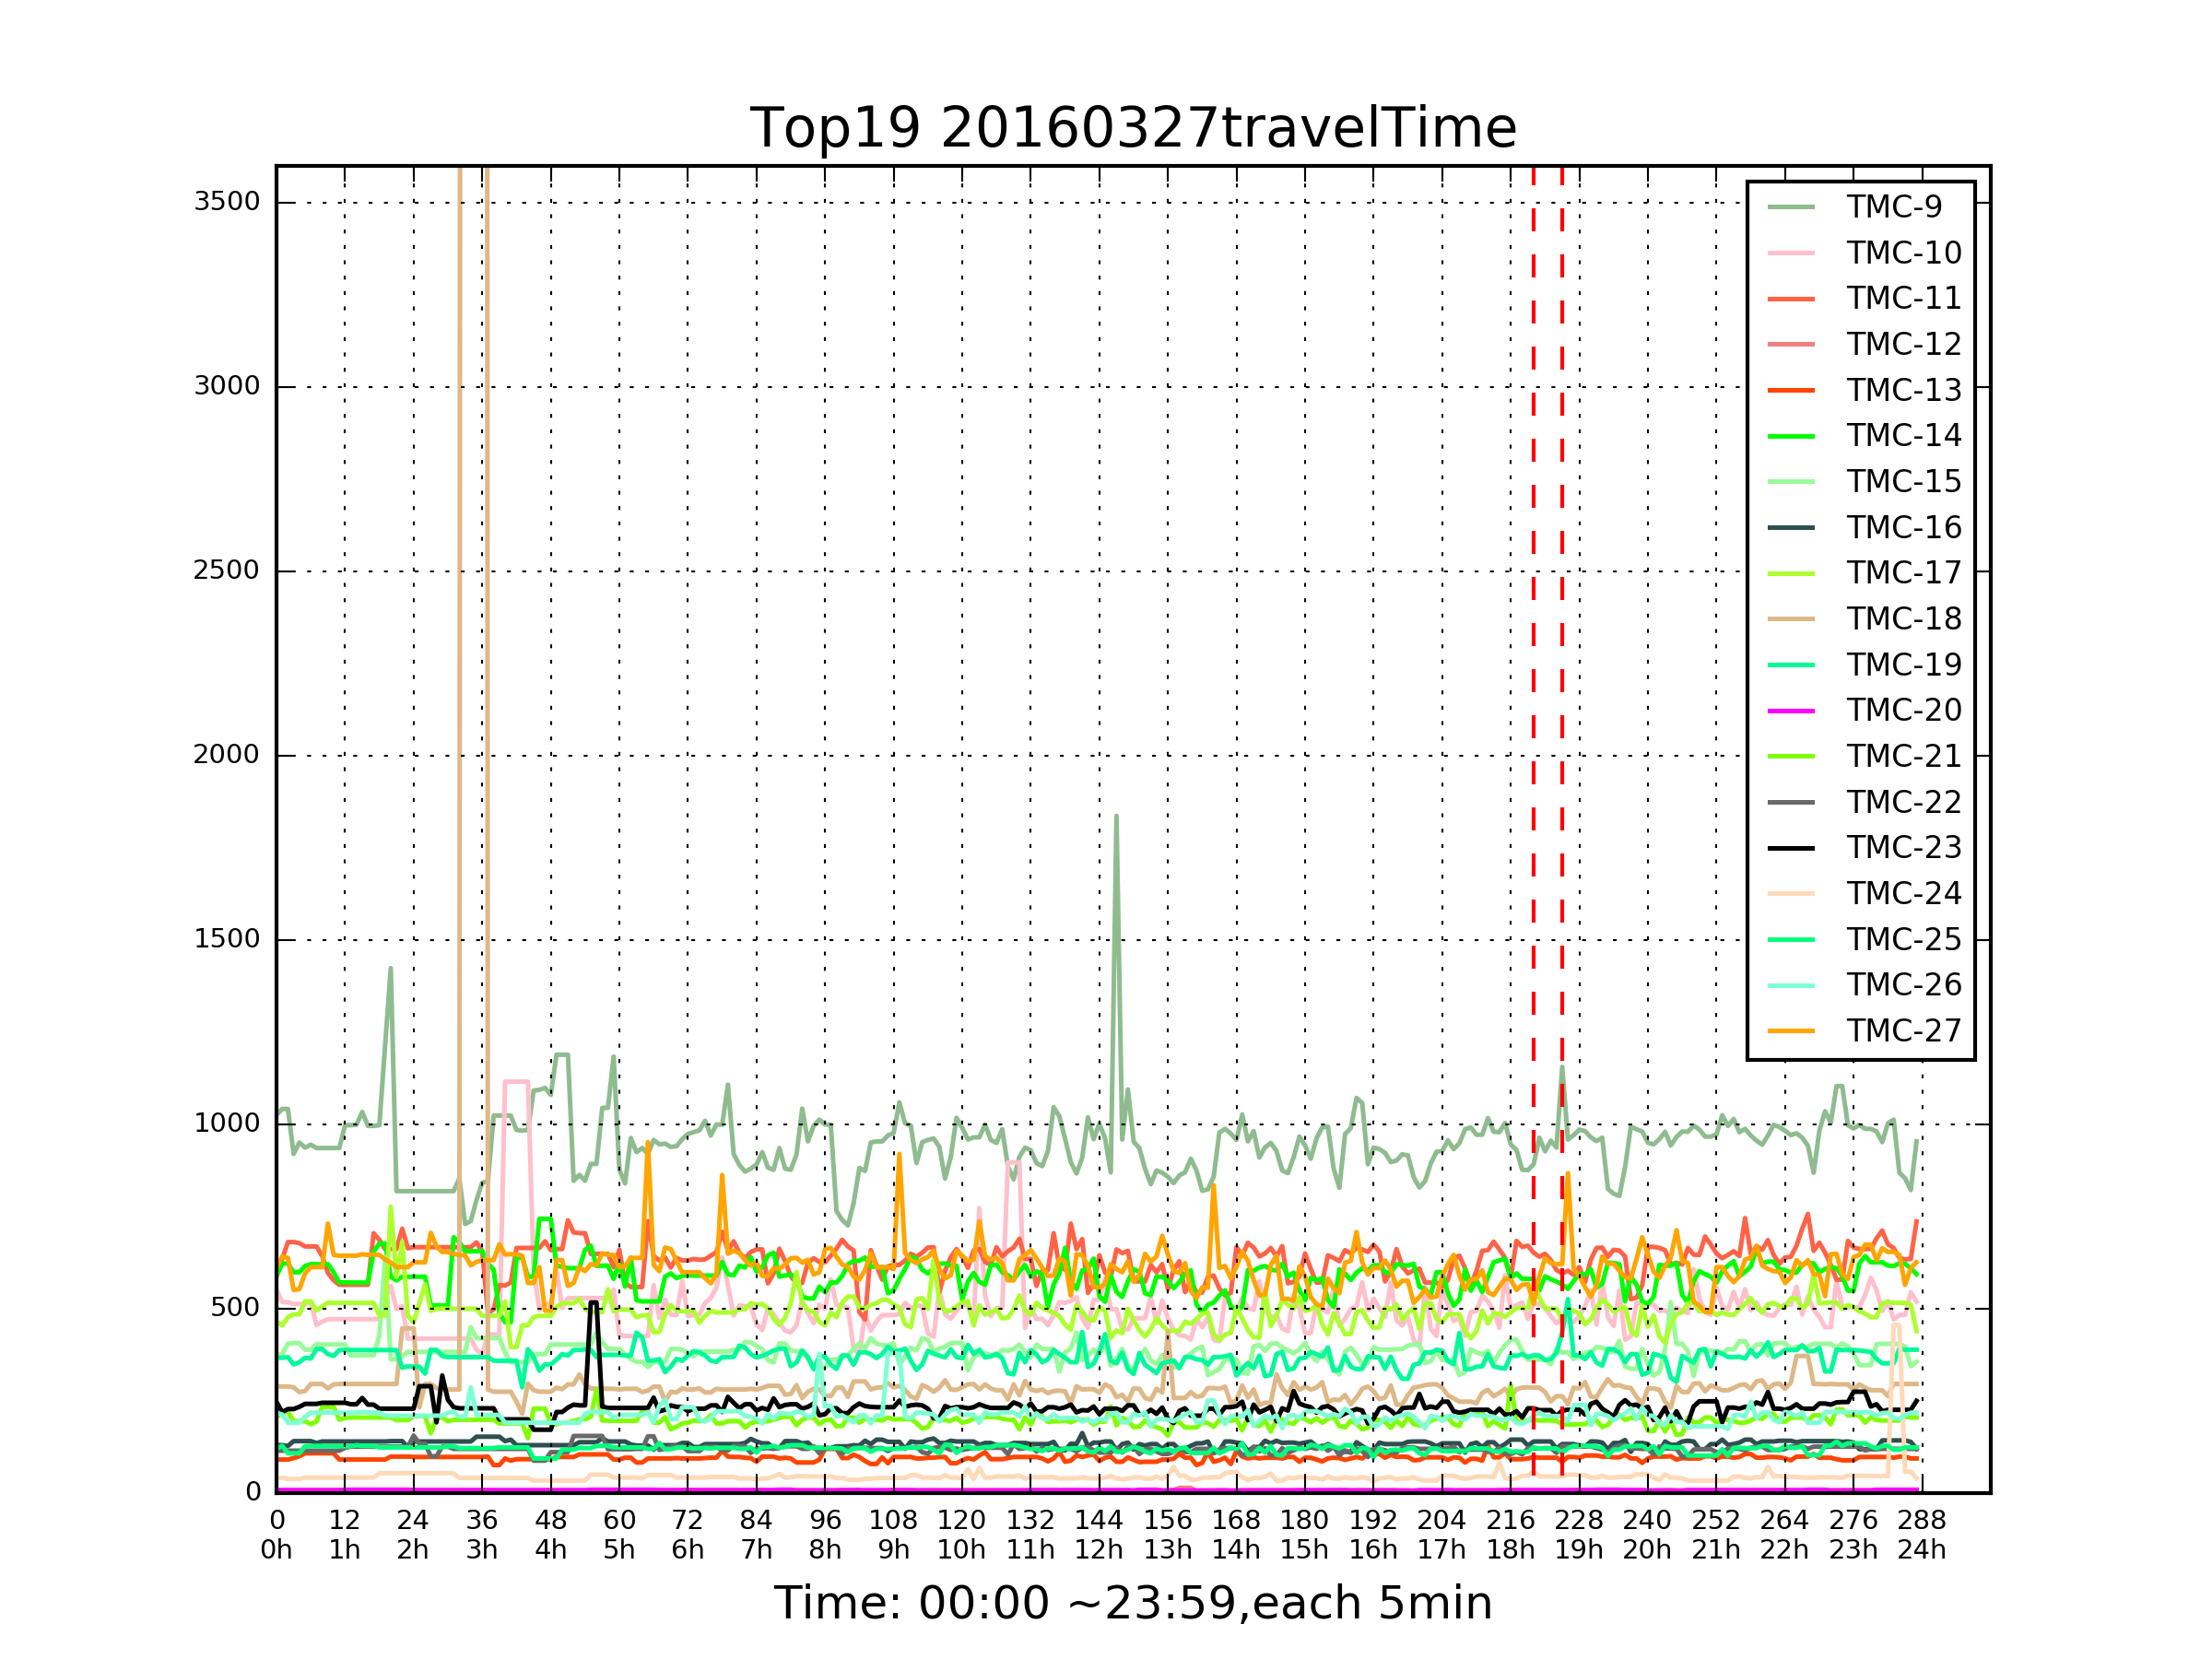 Top19 20160327travelTime
3500
3000
2500
2000
1500
1000
500
0
TMC-9
TMC-10
TMC-11
TMC-12
TMC-13
TMC-14
TMC-15
TMC-16
TMC-17
TMC-18
TMC-19
TMC-20
TMC-21
TMC-22
TMC-23
TMC-24
TMC-25
TMC-26
TMC-27
0 12 24 36 48 60 72 84 96 108 120 132 144 156 168 180 192 204 216 228 240 252 264 276 288
0h 1h 2h 3h 4h 5h 6h 7h 8h 9h 10h 11h 12h 13h 14h 15h 16h 17h 18h 19h 20h 21h 22h 23h 24h
Time: 00:00 ~23:59,each 5min